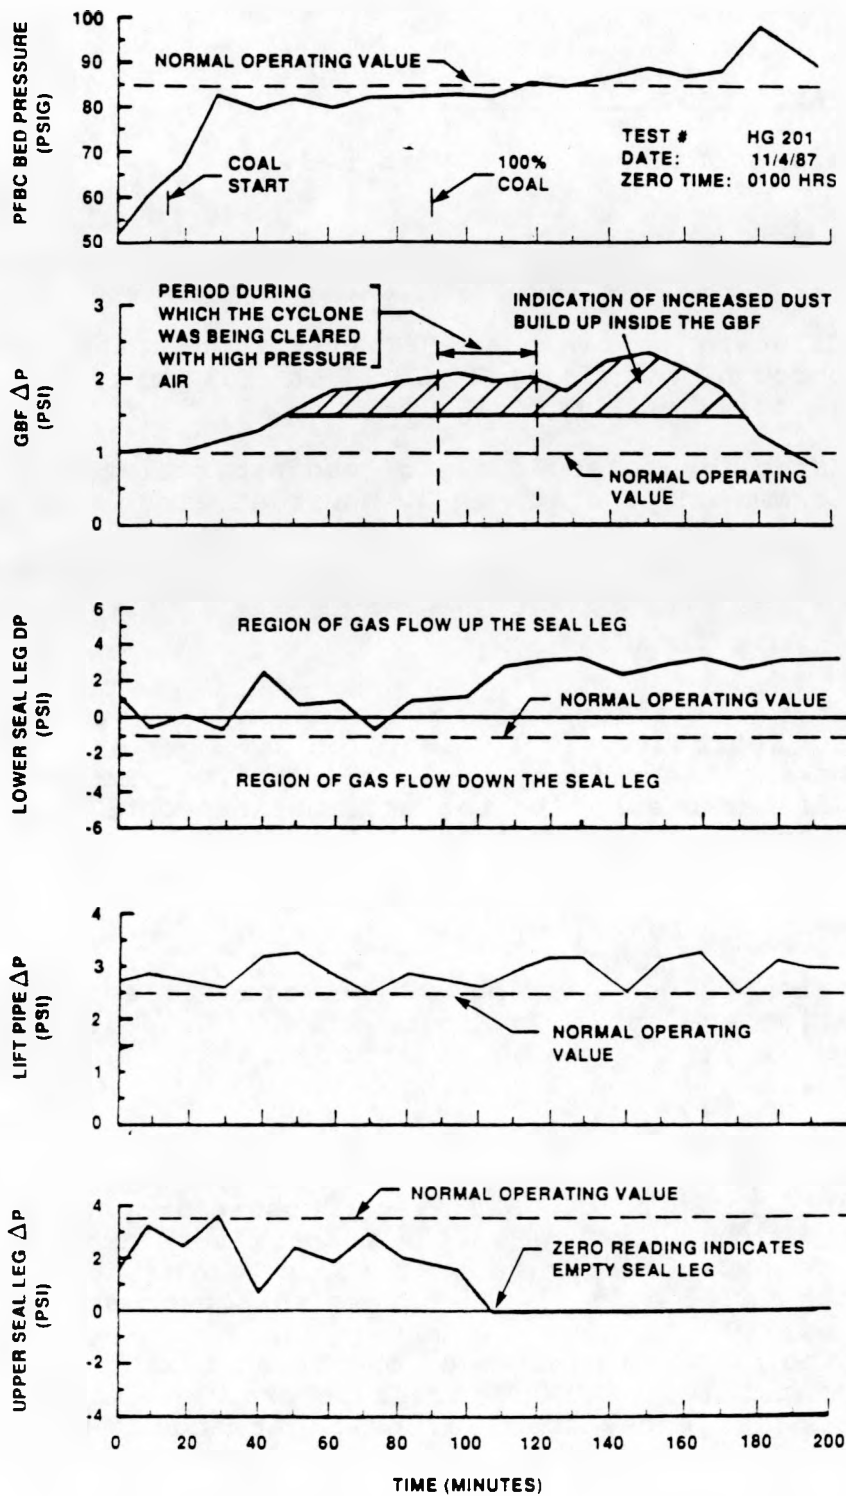 PFBC BED PRESSURE
(PSIG)
100
90
80
70
60
50
NORMAL OPERATING VALUE
COAL
START
100%
COAL
TEST # HG 201
DATE: 11/4/87
ZERO TIME: 0100 HRS
GBF ΔP
(PSI)
3
2
1
0
PERIOD DURING
WHICH THE CYCLONE
WAS BEING CLEARED
WITH HIGH PRESSURE
AIR
INDICATION OF INCREASED DUST
BUILD UP INSIDE THE GBF
NORMAL OPERATING
VALUE
LOWER SEAL LEG DP
(PSI)
6
4
2
0
-2
-4
-6
REGION OF GAS FLOW UP THE SEAL LEG
NORMAL OPERATING VALUE
REGION OF GAS FLOW DOWN THE SEAL LEG
LIFT PIPE ΔP
(PSI)
4
3
2
1
0
NORMAL OPERATING
VALUE
UPPER SEAL LEG ΔP
(PSI)
4
2
0
-2
-4
NORMAL OPERATING VALUE
ZERO READING INDICATES
EMPTY SEAL LEG
0 20 40 60 80 100 120 140 160 180 200
TIME (MINUTES)